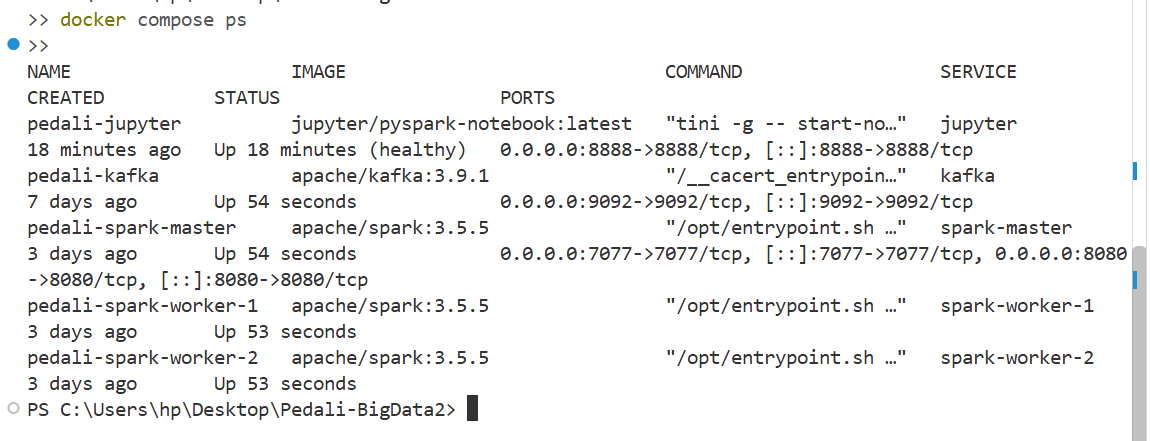 >> docker compose ps
>>
NAME IMAGE COMMAND SERVICE
CREATED STATUS PORTS
pedali-jupyter jupyter/pyspark-notebook:latest "tini -g -- start-no…" jupyter
18 minutes ago Up 18 minutes (healthy) 0.0.0.0:8888->8888/tcp, [::]:8888->8888/tcp
pedali-kafka apache/kafka:3.9.1 "/__cacert_entrypoin…" kafka
7 days ago Up 54 seconds 0.0.0.0:9092->9092/tcp, [::]:9092->9092/tcp
pedali-spark-master apache/spark:3.5.5 "/opt/entrypoint.sh …" spark-master
3 days ago Up 54 seconds 0.0.0.0:7077->7077/tcp, [::]:7077->7077/tcp, 0.0.0.0:8080
->8080/tcp, [::]:8080->8080/tcp
pedali-spark-worker-1 apache/spark:3.5.5 "/opt/entrypoint.sh …" spark-worker-1
3 days ago Up 53 seconds
pedali-spark-worker-2 apache/spark:3.5.5 "/opt/entrypoint.sh …" spark-worker-2
3 days ago Up 53 seconds
PS C:\Users\hp\Desktop\Pedali-BigData2>